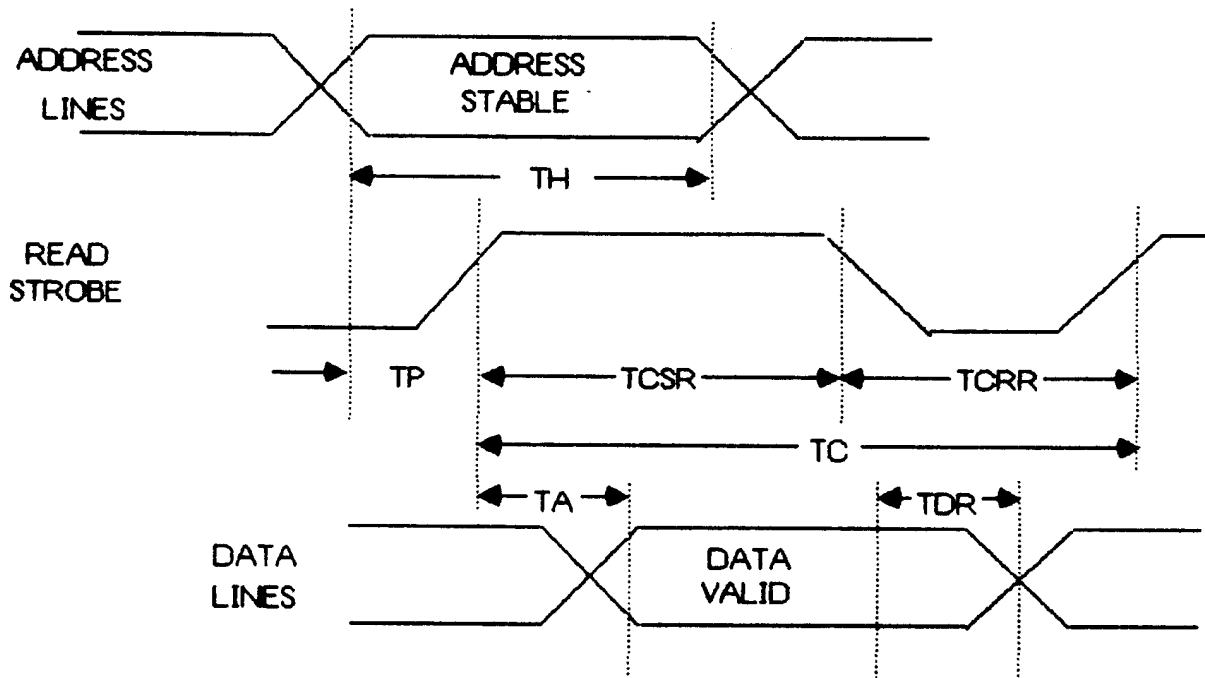 ADDRESS
LINES
ADDRESS
STABLE
TH
READ
STROBE
TP
TCSR
TCRR
TC
TA
TDR
DATA
LINES
DATA
VALID